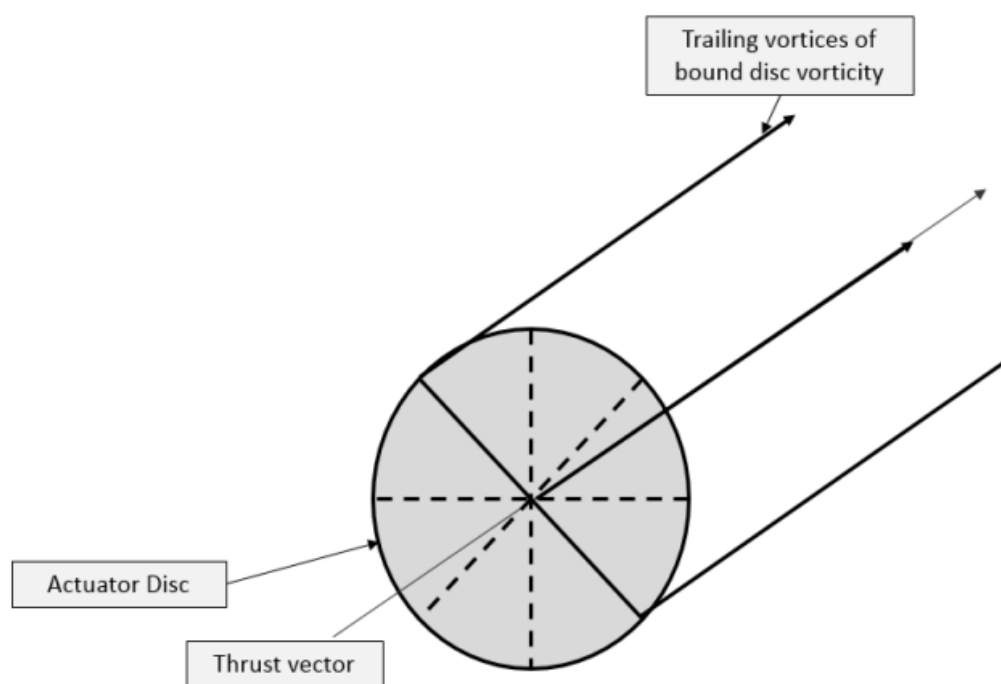 Trailing vortices of
bound disc vorticity
Actuator Disc
Thrust vector